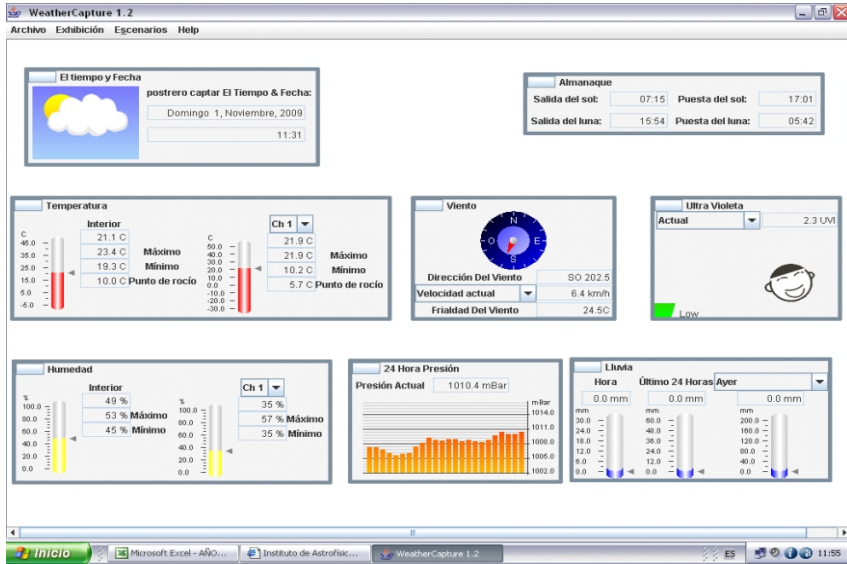 WeatherCapture 1.2
Archivo Exhibición Escenarios Help
El tiempo y Fecha
postrero captar El Tiempo & Fecha:
Domingo 1, Noviembre, 2009
11:31
Almanaque
Salida del sol: 07:15 Puesta del sol: 17:01
Salida del luna: 15:54 Puesta del luna: 05:42
Temperatura
Interior
C
45.0
35.0
25.0
15.0
5.0
-5.0
21.1 C
23.4 C Máximo
19.3 C Mínimo
10.0 C Punto de rocío
Ch 1
C
50.0
40.0
30.0
20.0
10.0
0.0
-10.0
-20.0
-30.0
21.9 C
21.9 C Máximo
10.2 C Mínimo
5.7 C Punto de rocío
Viento
N
O E
S
Dirección Del Viento SO 202.5
Velocidad actual 6.4 km/h
Frialdad Del Viento 24.5C
Ultra Violeta
Actual 2.3 UVI
Low
Humedad
Interior
%
100.0
80.0
60.0
40.0
20.0
0.0
49 %
53 % Máximo
45 % Mínimo
Ch 1
%
100.0
80.0
60.0
40.0
20.0
0.0
35 %
57 % Máximo
35 % Mínimo
24 Hora Presión
Presión Actual 1010.4 mBar
mBar
1014.0
1011.0
1008.0
1005.0
1002.0
Lluvia
Hora Último 24 Horas Ayer
0.0 mm 0.0 mm 0.0 mm
mm mm mm
30.0 60.0 200.0
24.0 48.0 160.0
18.0 36.0 120.0
12.0 24.0 80.0
6.0 12.0 40.0
0.0 0.0 0.0
Inicio Microsoft Excel - AÑO... Instituto de Astrofísic... WeatherCapture 1.2 ES 11:55